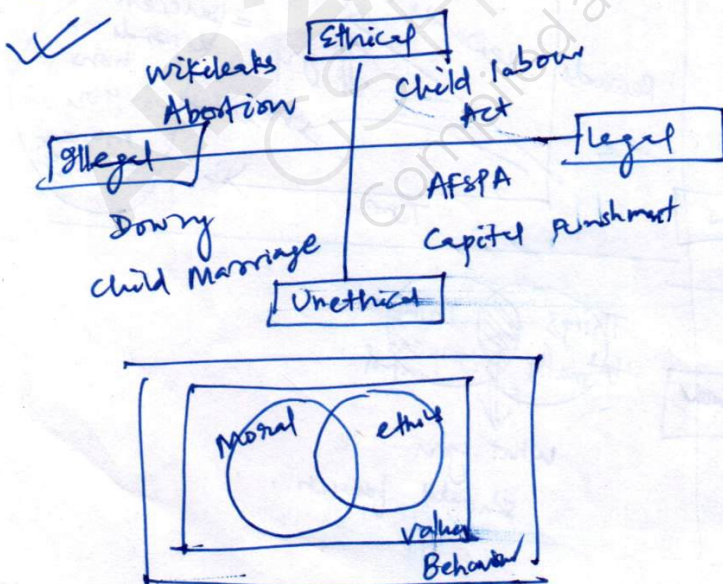 Ethical
Wikileaks
Abortion
Child labour
Act
Illegal
Legal
Dowry
Child Marriage
AFSPA
Capital Punishment
Unethical
Moral
ethics
Values
Behaviour